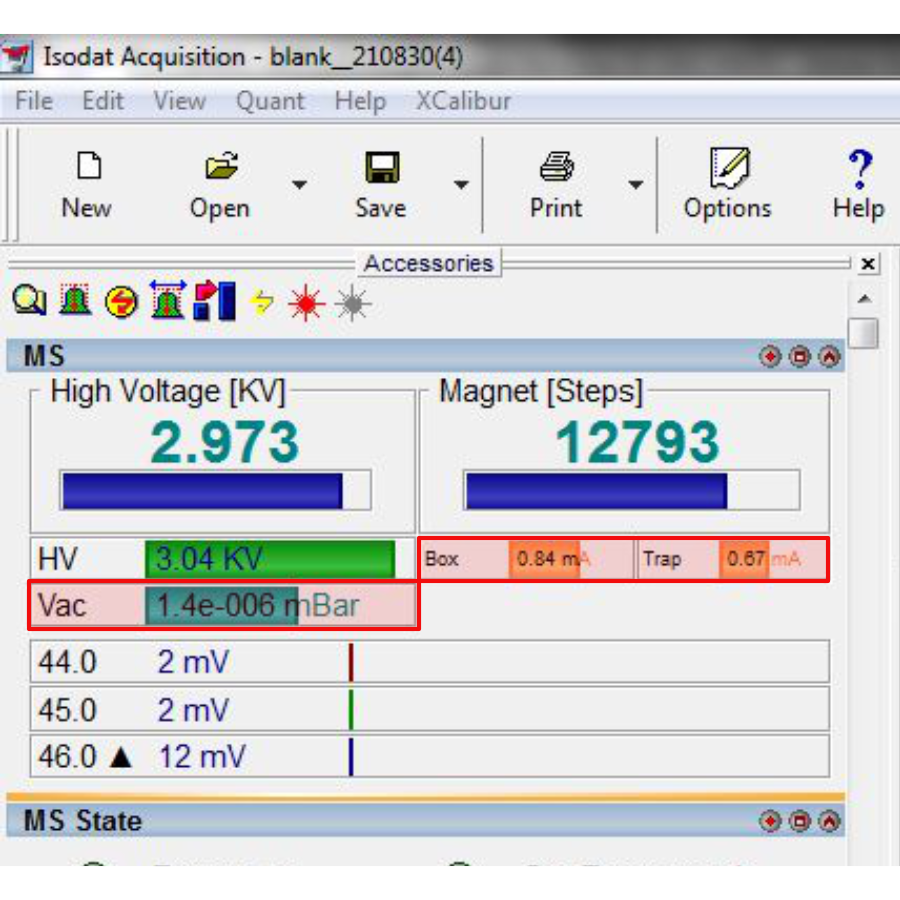 Isodat Acquisition - blank__210830(4)
File Edit View Quant Help XCalibur
New Open Save Print Options Help
Accessories
MS
High Voltage [KV] Magnet [Steps]
2.973 12793
HV 3.04 KV Box 0.84 mA Trap 0.67 mA
Vac 1.4e-006 mBar
44.0 2 mV
45.0 2 mV
46.0 ▲ 12 mV
MS State